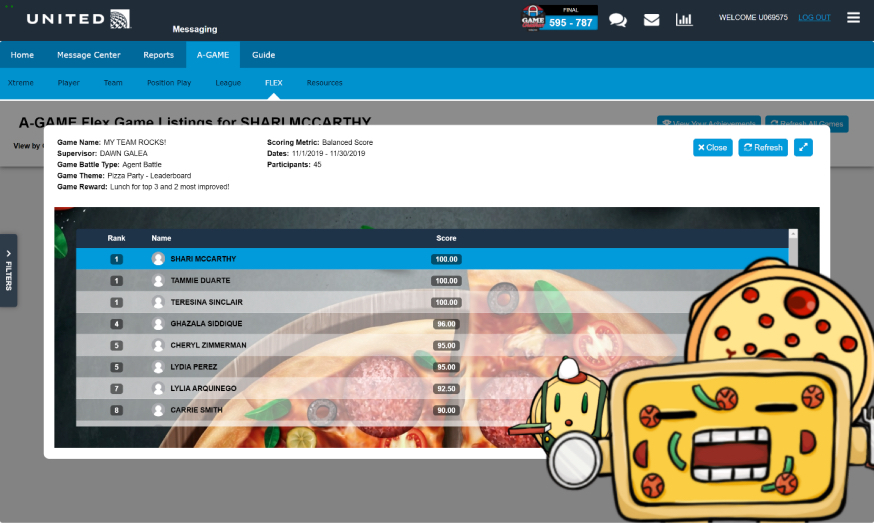 UNITED
Messaging
GAME
FINAL
595 - 787
WELCOME U069575 LOG OUT
Home Message Center Reports A-GAME Guide
Xtreme Player Team Position Play League FLEX Resources
A-GAME Flex Game Listings for SHARI MCCARTHY
View Your Achievements Refresh All Games
View by
Game Name: MY TEAM ROCKS!
Supervisor: DAWN GALEA
Game Battle Type: Agent Battle
Game Theme: Pizza Party - Leaderboard
Game Reward: Lunch for top 3 and 2 most improved!
Scoring Metric: Balanced Score
Dates: 11/1/2019 - 11/30/2019
Participants: 45
Close Refresh
FILTERS
Rank Name Score
1 SHARI MCCARTHY 100.00
1 TAMMIE DUARTE 100.00
1 TERESINA SINCLAIR 100.00
4 GHAZALA SIDDIQUE 96.00
5 CHERYL ZIMMERMAN 95.00
5 LYDIA PEREZ 95.00
7 LYLIA ARQUINEGO 92.50
8 CARRIE SMITH 90.00